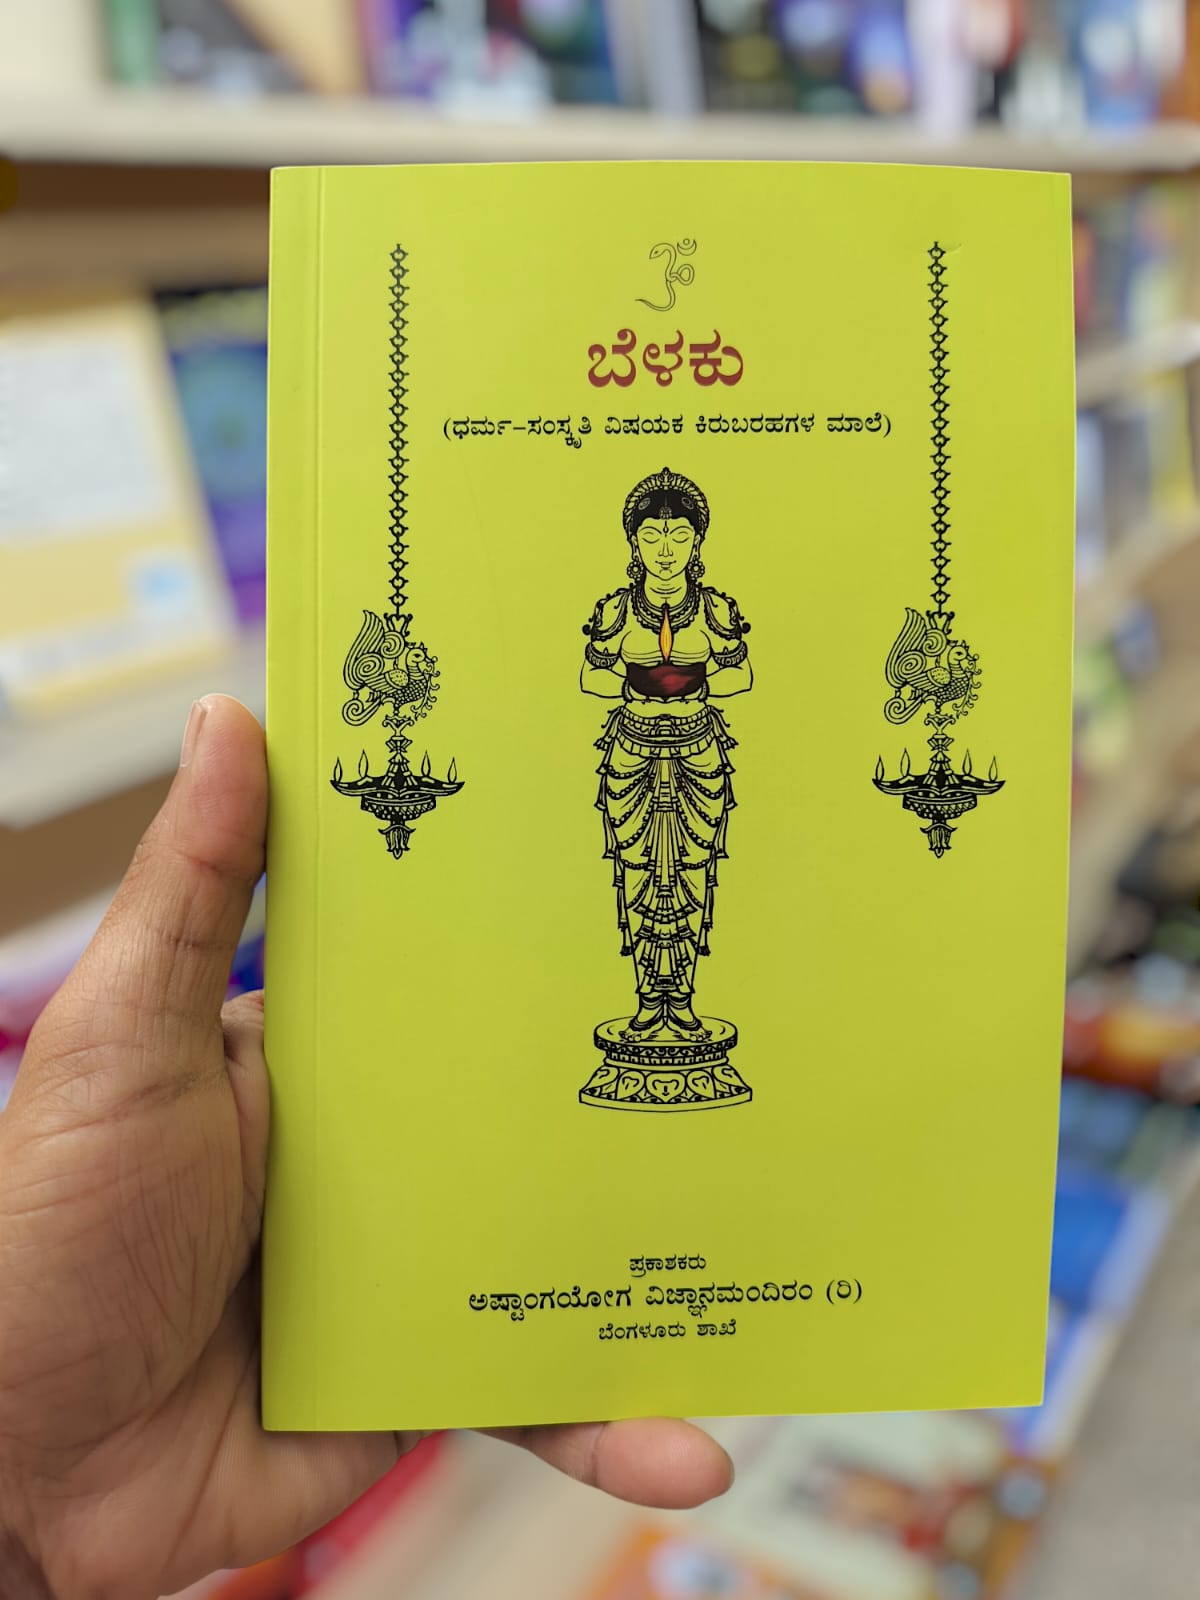 ಬೆಳಕು
(ಧರ್ಮ-ಸಂಸ್ಕೃತಿ ವಿಷಯಕ ಕಿರುಬರಹಗಳ ಮಾಲೆ)
ಪ್ರಕಾಶಕರು
ಅಷ್ಟಾಂಗಯೋಗ ವಿಜ್ಞಾನಮಂದಿರಂ (ರಿ)
ಬೆಂಗಳೂರು ಶಾಖೆ